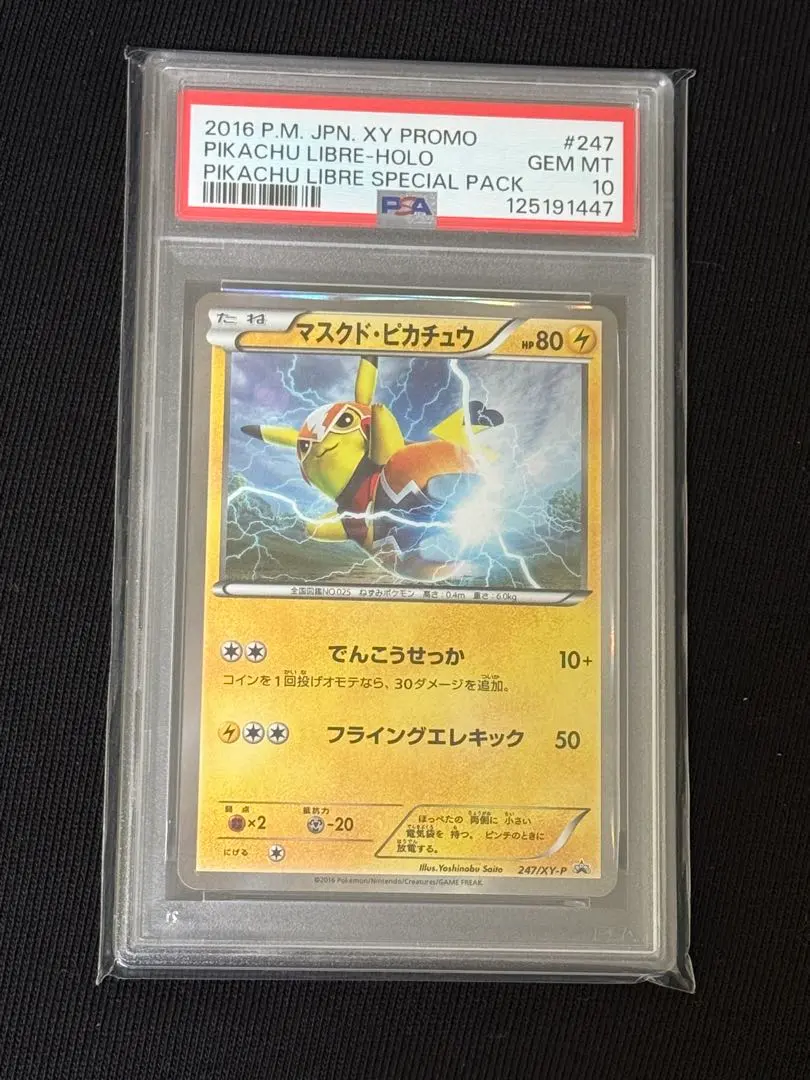 2016 P.M. JPN. XY PROMO #247
PIKACHU LIBRE-HOLO GEM MT
PIKACHU LIBRE SPECIAL PACK 10
PSA 125191447
たね マスクド・ピカチュウ HP80
全国図鑑NO.025 ねずみポケモン 高さ:0.4m 重さ:6.0kg
でんこうせっか 10+
コインを1回投げオモテなら、30ダメージを追加。
フライングエレキック 50
弱点 抵抗力
×2 -20
にげる
ほっぺたの 両側に 小さい
電気袋を 持つ。 ピンチのときに
放電する。
Illus.Yoshinobu Saito 247/XY-P
©2016 Pokémon/Nintendo/Creatures/GAME FREAK.